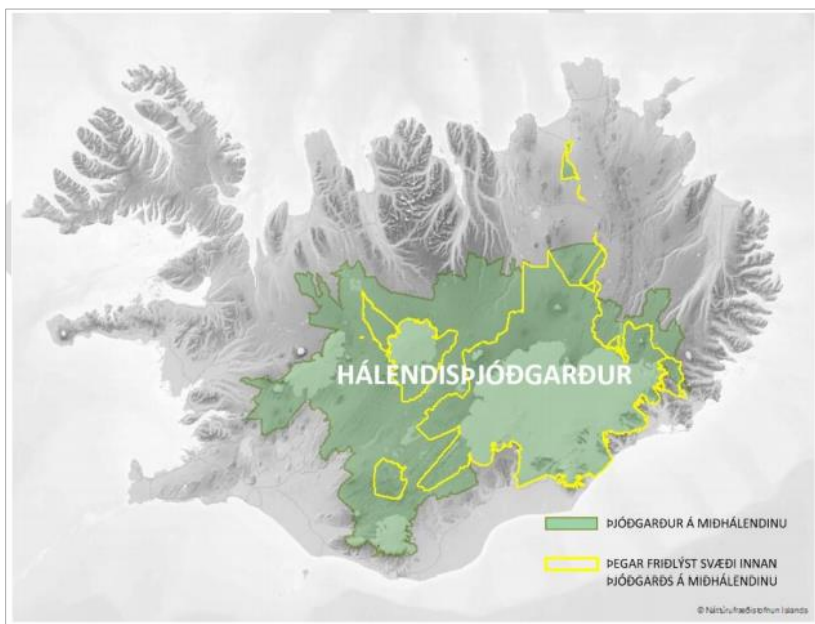 HÁLENDISÞJÓÐGARÐUR
ÞJÓÐGARÐUR Á MIÐHÁLENDINU
ÞEGAR FRIÐLÝST SVÆÐI INNAN
ÞJÓÐGARÐS Á MIÐHÁLENDINU
© Náttúrufræðistofnun Íslands